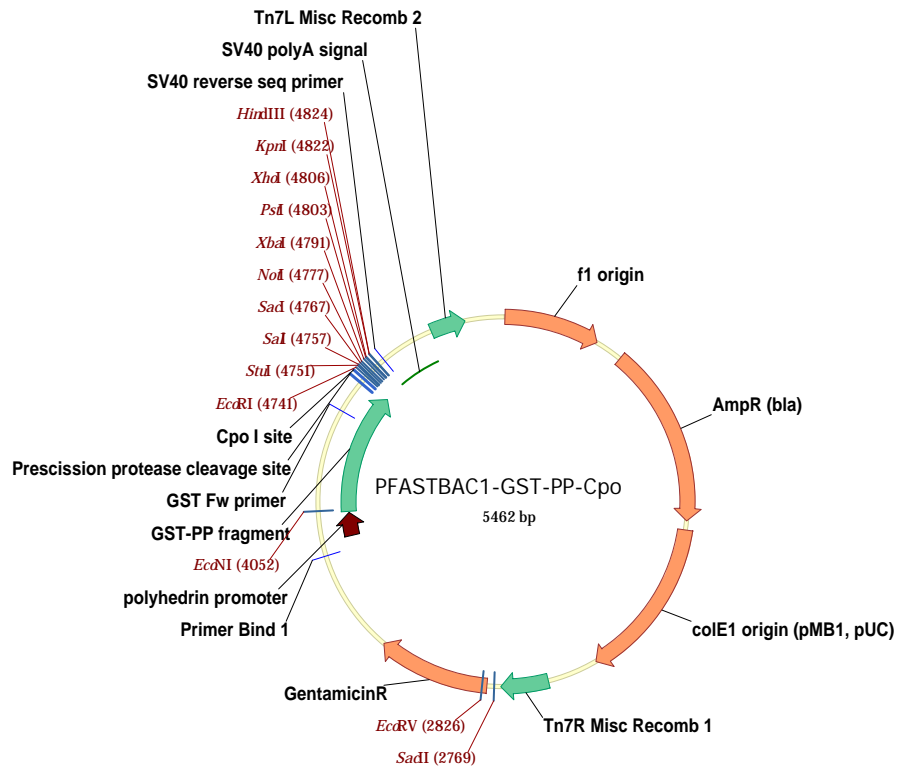 Tn7L Misc Recomb 2
SV40 polyA signal
SV40 reverse seq primer
HindIII (4824)
KpnI (4822)
XhoI (4806)
PstI (4803)
XbaI (4791)
NotI (4777)
SacI (4767)
SalI (4757)
StuI (4751)
EcoRI (4741)
Cpo I site
Prescission protease cleavage site
GST Fw primer
GST-PP fragment
EcoNI (4052)
polyhedrin promoter
Primer Bind 1
f1 origin
AmpR (bla)
PFASTBAC1-GST-PP-Cpo
5462 bp
colE1 origin (pMB1, pUC)
GentamicinR
EcoRV (2826)
Tn7R Misc Recomb 1
SacII (2769)